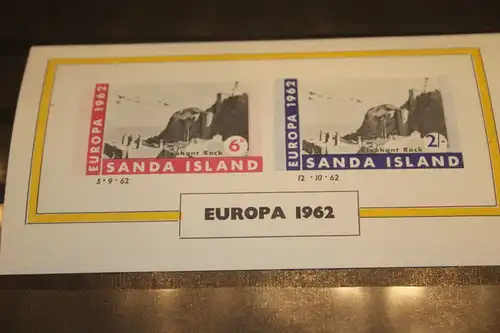 EUROPA 1962
6d
Elephant Rock
SANDA ISLAND
5·9·62
EUROPA 1962
2/-
Elephant Rock
SANDA ISLAND
12·10·62
EUROPA 1962